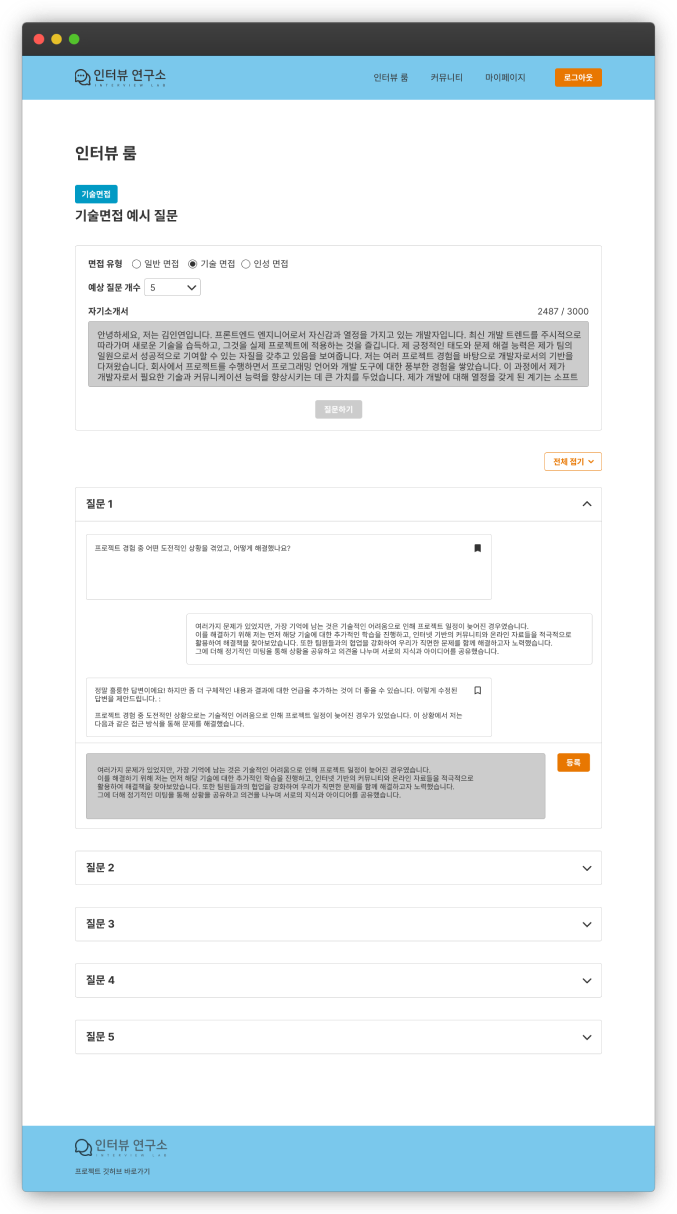 인터뷰 연구소
INTERVIEW LAB
인터뷰 룸
커뮤니티
마이페이지
로그아웃
인터뷰 룸
기술면접
기술면접 예시 질문
면접 유형 일반 면접 기술 면접 인성 면접
예상 질문 개수 5
자기소개서 2487 / 3000
안녕하세요, 저는 김인연입니다. 프론트엔드 엔지니어로서 자신감과 열정을 가지고 있는 개발자입니다. 최신 개발 트렌드를 주시적으로
따라가며 새로운 기술을 습득하고, 그것을 실제 프로젝트에 적용하는 것을 즐깁니다. 제 긍정적인 태도와 문제 해결 능력은 제가 팀의
일원으로서 성공적으로 기여할 수 있는 자질을 갖추고 있음을 보여줍니다. 저는 여러 프로젝트 경험을 바탕으로 개발자로서의 기반을
다져왔습니다. 회사에서 프로젝트를 수행하면서 프로그래밍 언어와 개발 도구에 대한 풍부한 경험을 쌓았습니다. 이 과정에서 제가
개발자로서 필요한 기술과 커뮤니케이션 능력을 향상시키는 데 큰 가치를 두었습니다. 제가 개발에 대해 열정을 갖게 된 계기는 소프트
질문하기
전체 접기
질문 1
프로젝트 경험 중 어떤 도전적인 상황을 겪었고, 어떻게 해결했나요?
여러가지 문제가 있었지만, 가장 기억에 남는 것은 기술적인 어려움으로 인해 프로젝트 일정이 늦어진 경우였습니다.
이를 해결하기 위해 저는 먼저 해당 기술에 대한 추가적인 학습을 진행하고, 인터넷 기반의 커뮤니티와 온라인 자료들을 적극적으로
활용하여 해결책을 찾아보았습니다. 또한 팀원들과의 협업을 강화하여 우리가 직면한 문제를 함께 해결하고자 노력했습니다.
그에 더해 정기적인 미팅을 통해 상황을 공유하고 의견을 나누며 서로의 지식과 아이디어를 공유했습니다.
정말 훌륭한 답변이에요! 하지만 좀 더 구체적인 내용과 결과에 대한 언급을 추가하는 것이 더 좋을 수 있습니다. 이렇게 수정된
답변을 제안드립니다. :
프로젝트 경험 중 도전적인 상황으로는 기술적인 어려움으로 인해 프로젝트 일정이 늦어진 경우가 있었습니다. 이 상황에서 저는
다음과 같은 접근 방식을 통해 문제를 해결했습니다.
여러가지 문제가 있었지만, 가장 기억에 남는 것은 기술적인 어려움으로 인해 프로젝트 일정이 늦어진 경우였습니다.
이를 해결하기 위해 저는 먼저 해당 기술에 대한 추가적인 학습을 진행하고, 인터넷 기반의 커뮤니티와 온라인 자료들을 적극적으로
활용하여 해결책을 찾아보았습니다. 또한 팀원들과의 협업을 강화하여 우리가 직면한 문제를 함께 해결하고자 노력했습니다.
그에 더해 정기적인 미팅을 통해 상황을 공유하고 의견을 나누며 서로의 지식과 아이디어를 공유했습니다.
등록
질문 2
질문 3
질문 4
질문 5
인터뷰 연구소
INTERVIEW LAB
프로젝트 깃허브 바로가기